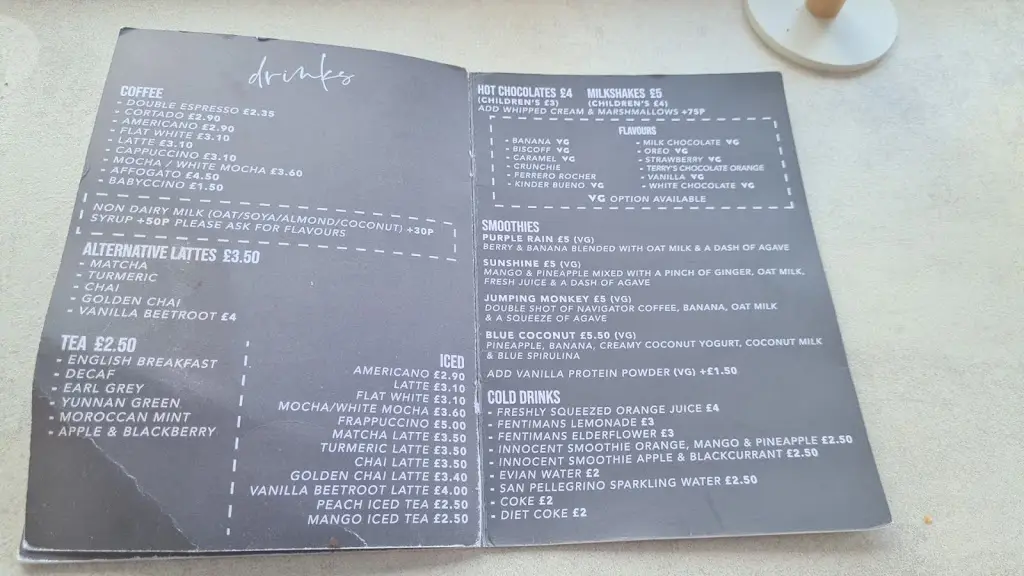 drinks
COFFEE
- DOUBLE ESPRESSO £2.35
- CORTADO £2.90
- AMERICANO £2.90
- FLAT WHITE £3.10
- LATTE £3.10
- CAPPUCCINO £3.10
- MOCHA / WHITE MOCHA £3.60
- AFFOGATO £4.50
- BABYCCINO £1.50
NON DAIRY MILK (OAT/SOYA/ALMOND/COCONUT) +30P
SYRUP +50P PLEASE ASK FOR FLAVOURS
ALTERNATIVE LATTES £3.50
- MATCHA
- TURMERIC
- CHAI
- GOLDEN CHAI
- VANILLA BEETROOT £4
TEA £2.50
- ENGLISH BREAKFAST
- DECAF
- EARL GREY
- YUNNAN GREEN
- MOROCCAN MINT
- APPLE & BLACKBERRY
ICED
AMERICANO £2.90
LATTE £3.10
FLAT WHITE £3.10
MOCHA/WHITE MOCHA £3.60
FRAPPUCCINO £5.00
MATCHA LATTE £3.50
TURMERIC LATTE £3.50
CHAI LATTE £3.50
GOLDEN CHAI LATTE £3.40
VANILLA BEETROOT LATTE £4.00
PEACH ICED TEA £2.50
MANGO ICED TEA £2.50
HOT CHOCOLATES £4 MILKSHAKES £5
(CHILDREN'S £3) (CHILDREN'S £4)
ADD WHIPPED CREAM & MARSHMALLOWS +75P
FLAVOURS
- BANANA VG
- BISCOFF VG
- CARAMEL VG
- CRUNCHIE
- FERRERO ROCHER
- KINDER BUENO VG
- MILK CHOCOLATE VG
- OREO VG
- STRAWBERRY VG
- TERRY'S CHOCOLATE ORANGE
- VANILLA VG
- WHITE CHOCOLATE VG
VG OPTION AVAILABLE
SMOOTHIES
PURPLE RAIN £5 (VG)
BERRY & BANANA BLENDED WITH OAT MILK & A DASH OF AGAVE
SUNSHINE £5 (VG)
MANGO & PINEAPPLE MIXED WITH A PINCH OF GINGER, OAT MILK,
FRESH JUICE & A DASH OF AGAVE
JUMPING MONKEY £5 (VG)
DOUBLE SHOT OF NAVIGATOR COFFEE, BANANA, OAT MILK
& A SQUEEZE OF AGAVE
BLUE COCONUT £5.50 (VG)
PINEAPPLE, BANANA, CREAMY COCONUT YOGURT, COCONUT MILK
& BLUE SPIRULINA
ADD VANILLA PROTEIN POWDER (VG) +£1.50
COLD DRINKS
- FRESHLY SQUEEZED ORANGE JUICE £4
- FENTIMANS LEMONADE £3
- FENTIMANS ELDERFLOWER £3
- INNOCENT SMOOTHIE ORANGE, MANGO & PINEAPPLE £2.50
- INNOCENT SMOOTHIE APPLE & BLACKCURRANT £2.50
- EVIAN WATER £2
- SAN PELLEGRINO SPARKLING WATER £2.50
- COKE £2
- DIET COKE £2